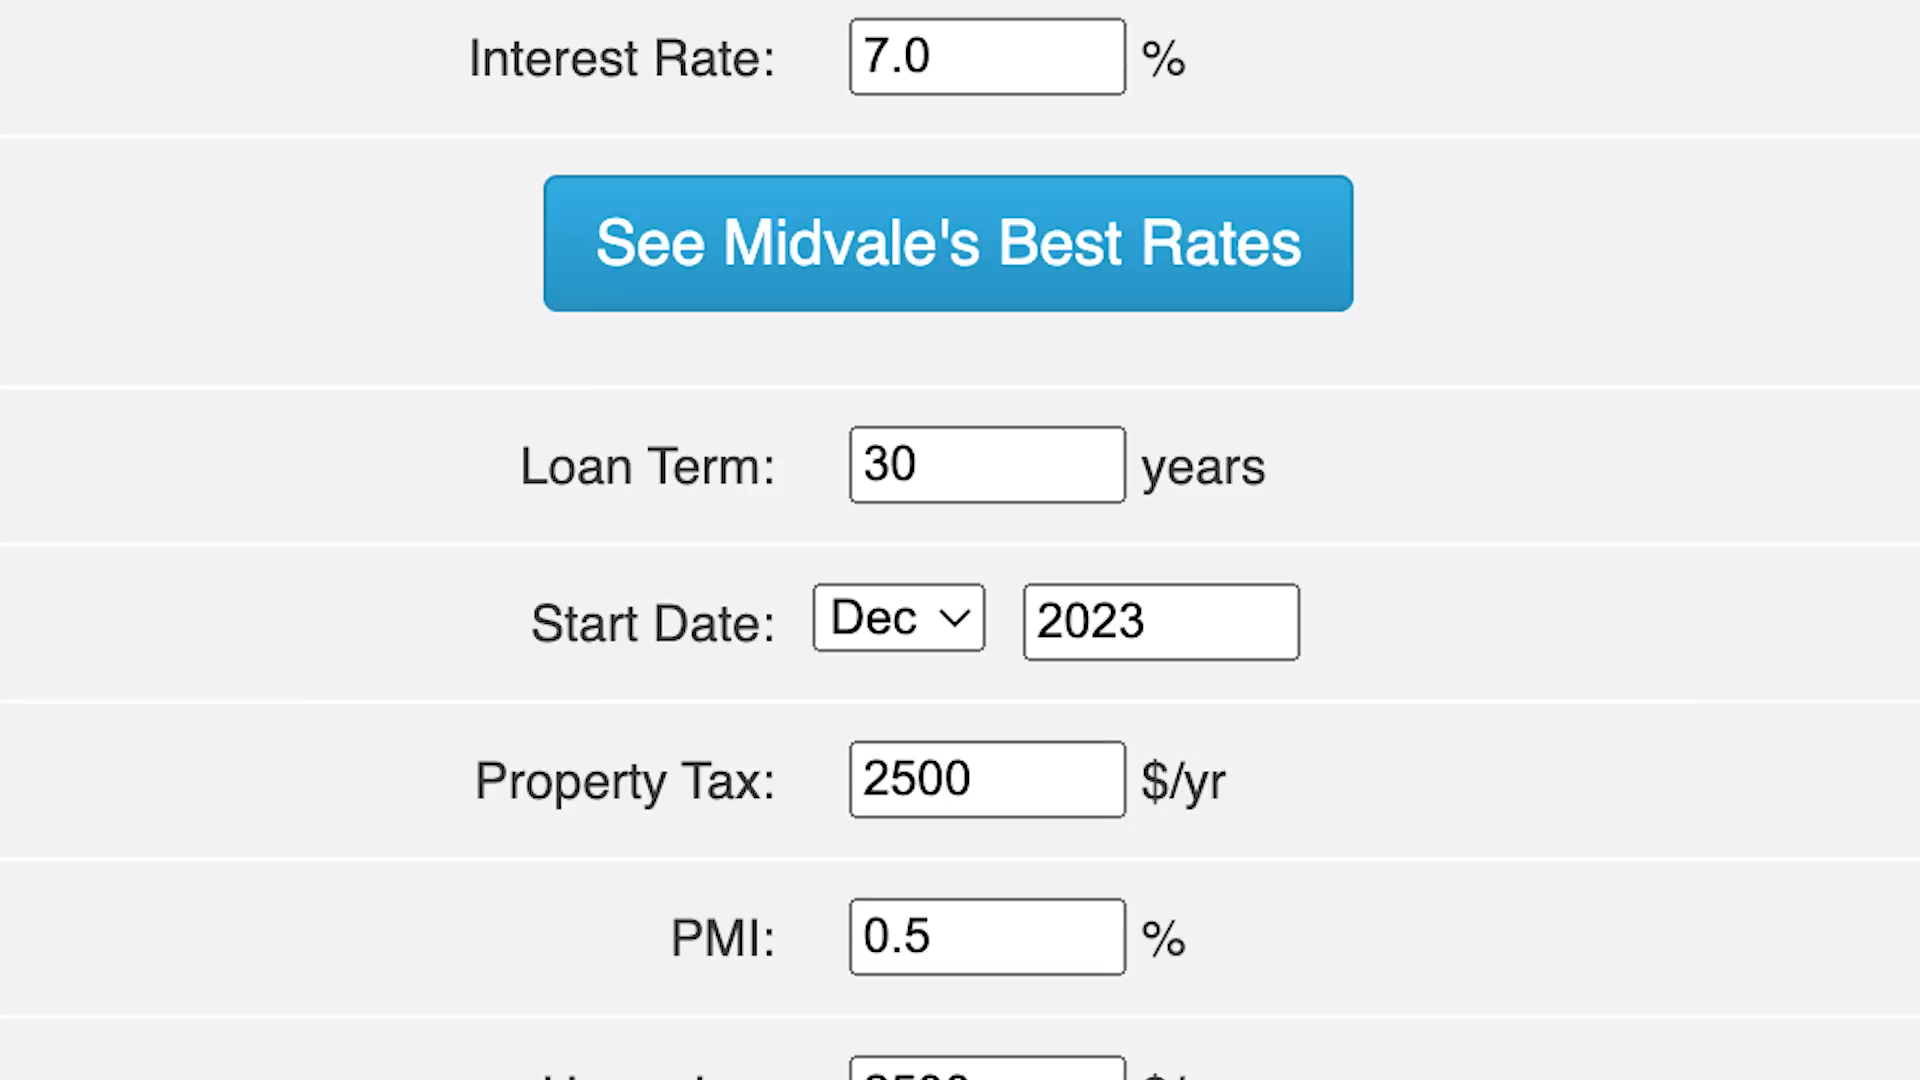 Interest Rate: 7.0 %
See Midvale's Best Rates
Loan Term: 30 years
Start Date: Dec 2023
Property Tax: 2500 $/yr
PMI: 0.5 %